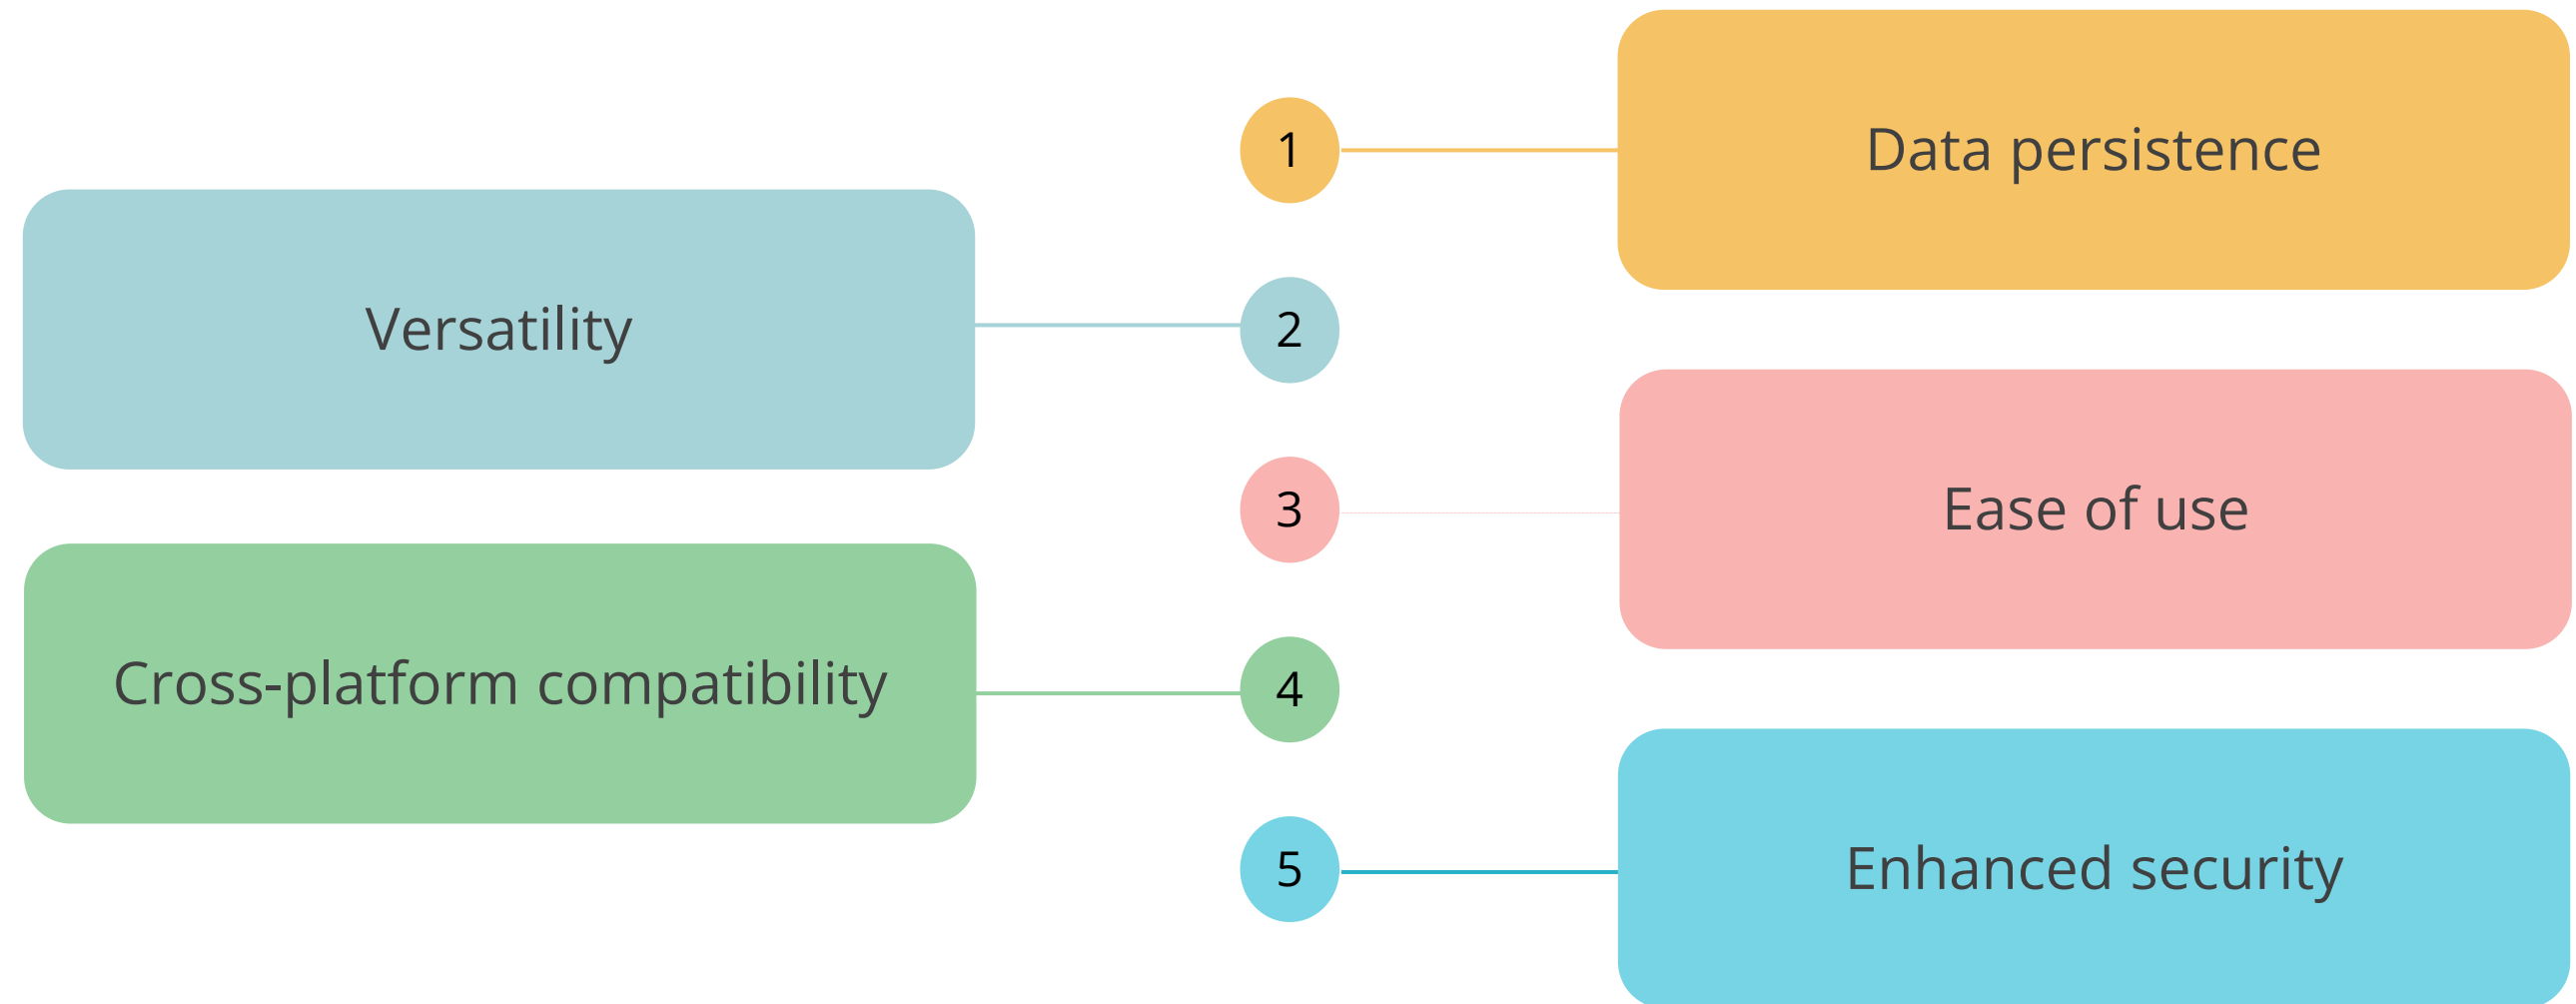 1
Data persistence
Versatility
2
3
Ease of use
Cross-platform compatibility
4
5
Enhanced security